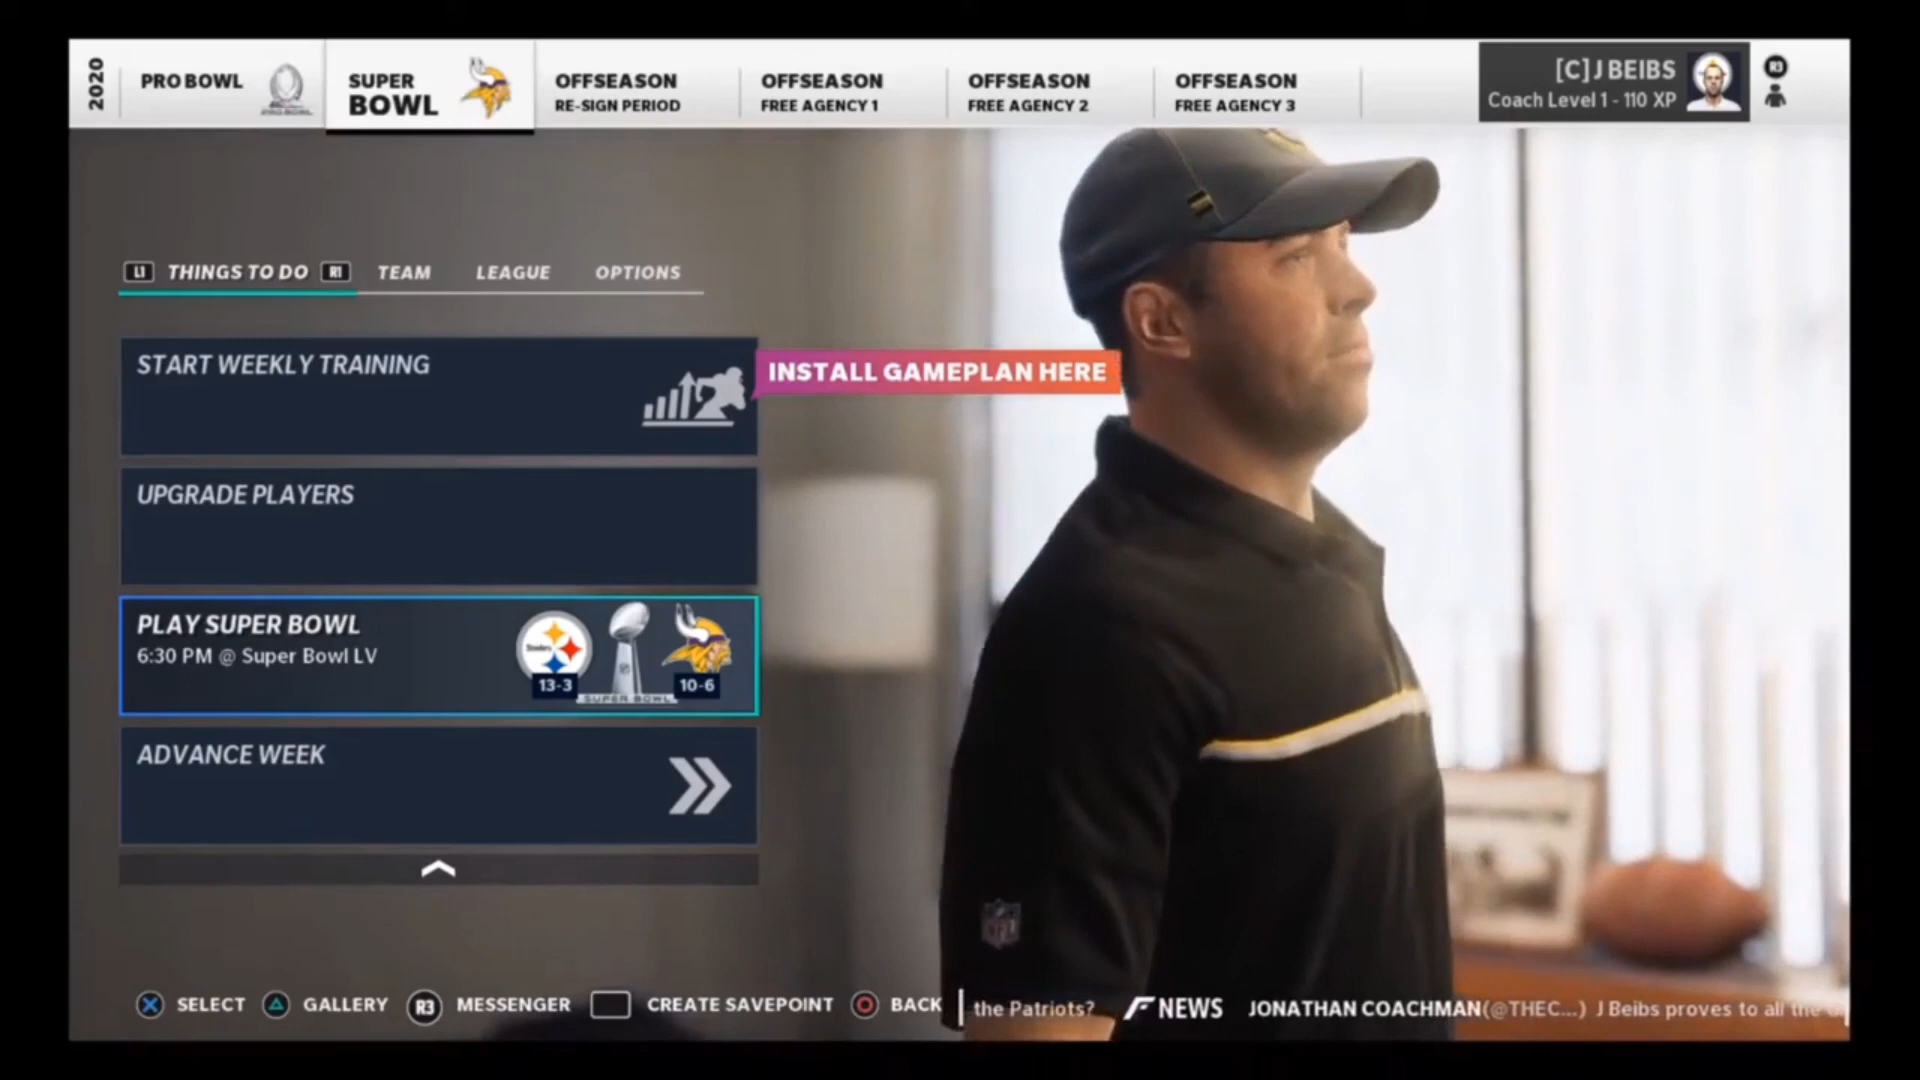 2020
PRO BOWL
SUPER
BOWL
OFFSEASON
RE-SIGN PERIOD
OFFSEASON
FREE AGENCY 1
OFFSEASON
FREE AGENCY 2
OFFSEASON
FREE AGENCY 3
[C] J BEIBS
Coach Level 1 - 110 XP
R3
L1 THINGS TO DO R1 TEAM LEAGUE OPTIONS
START WEEKLY TRAINING
INSTALL GAMEPLAN HERE
UPGRADE PLAYERS
PLAY SUPER BOWL
6:30 PM @ Super Bowl LV
Steelers
13-3
SUPER BOWL
10-6
ADVANCE WEEK
NFL
SELECT GALLERY R3 MESSENGER CREATE SAVEPOINT BACK
the Patriots? NEWS JONATHAN COACHMAN(@THEC...) J Beibs proves to all the